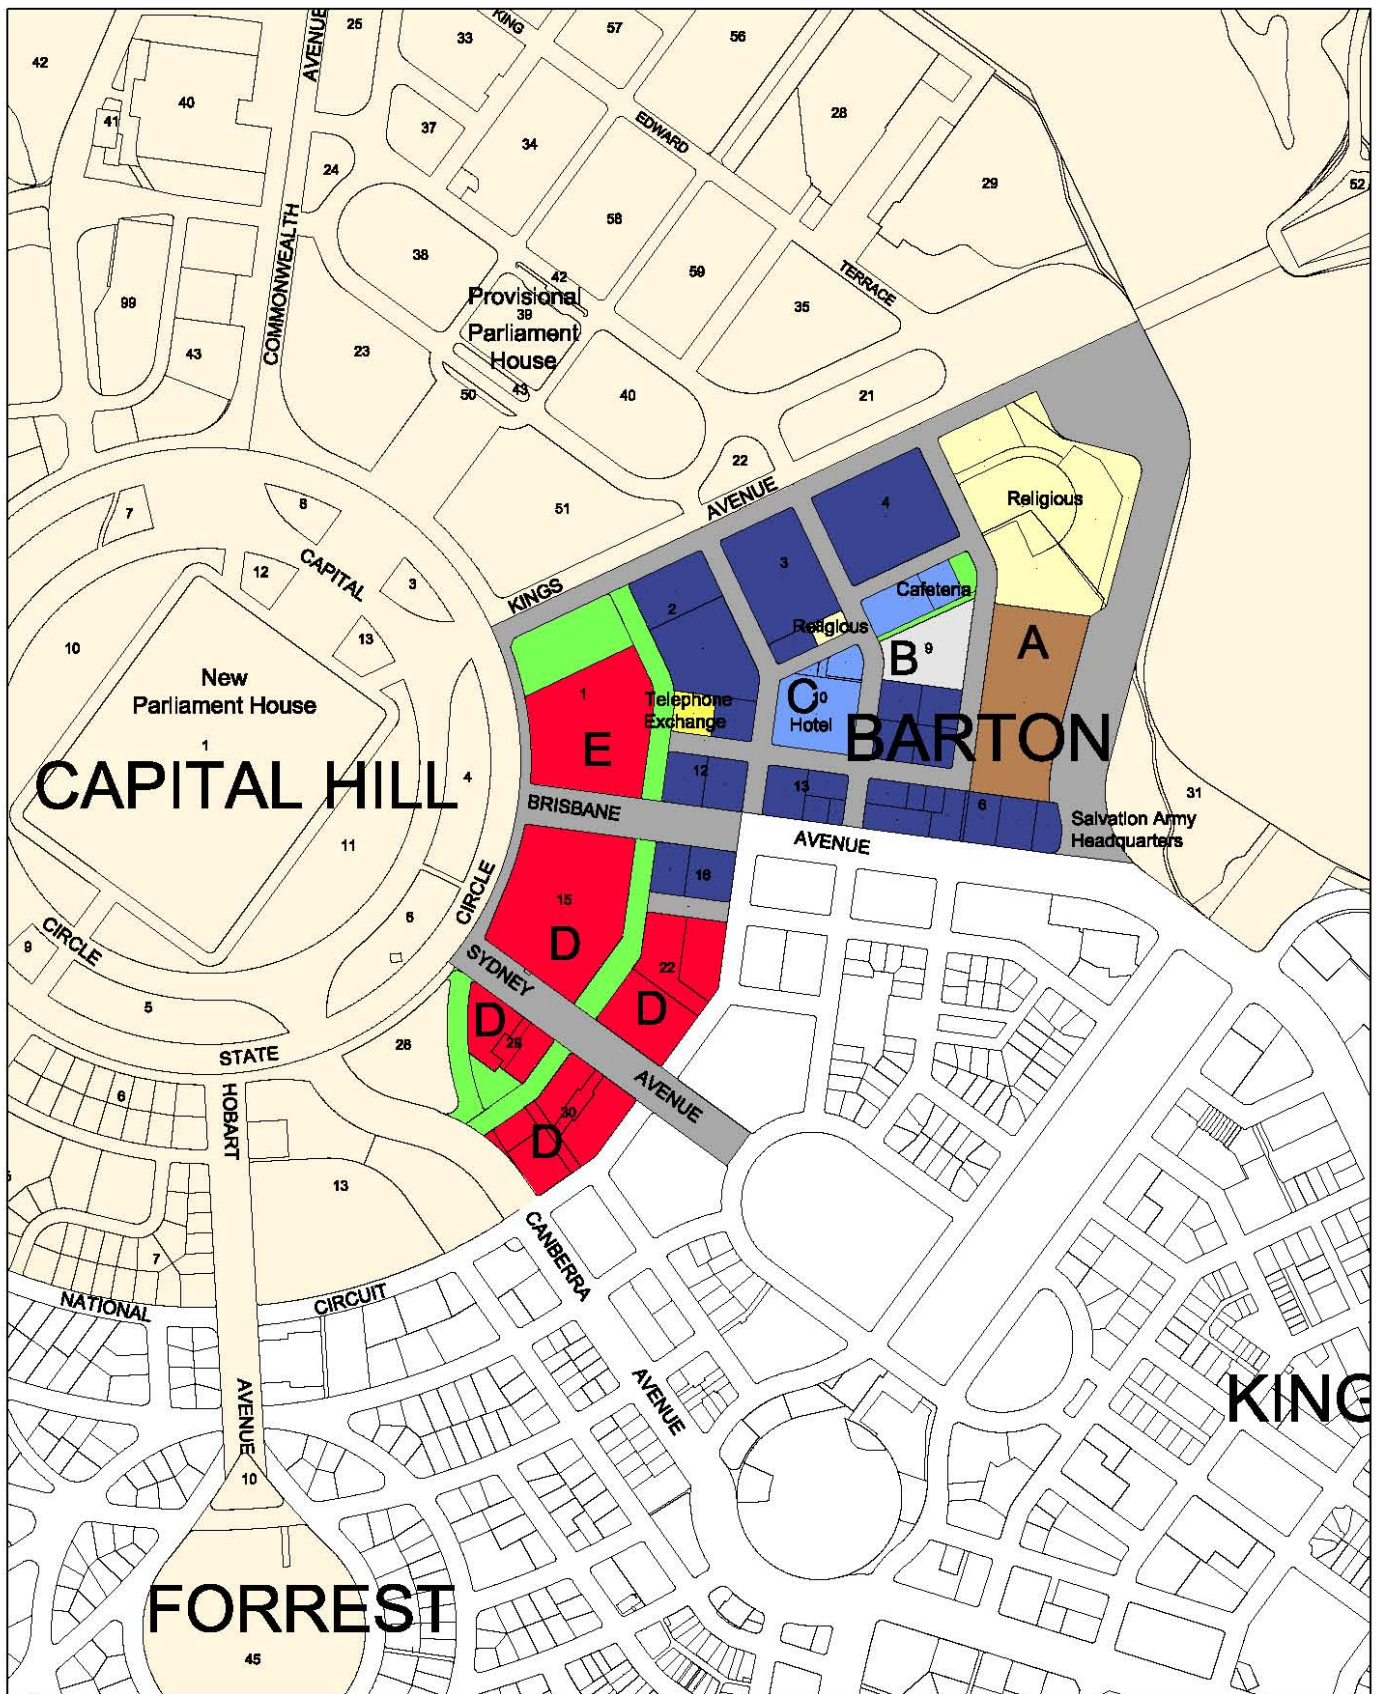 42
40
41
AVENUE
25
33
KING
57
56
37
34
EDWARD
28
29
52
24
COMMONWEALTH
38
58
59
TERRACE
35
99
43
23
42
Provisional
39
Parliament
House
43
50
40
21
22
AVENUE
51
KINGS
7
8
12
CAPITAL
3
13
10
New
Parliament House
1
CAPITAL HILL
4
11
CIRCLE
6
9
CIRCLE
5
STATE
28
4
3
2
Religious
Cafeteria
Religious
A
B
9
C
10
Hotel
Telephone
Exchange
1
E
BARTON
12
13
6
Salvation Army
Headquarters
31
BRISBANE
AVENUE
16
15
D
22
D
SYDNEY
D
29
AVENUE
30
D
6
HOBART
13
7
CANBERRA
NATIONAL
CIRCUIT
AVENUE
AVENUE
KING
10
FORREST
45